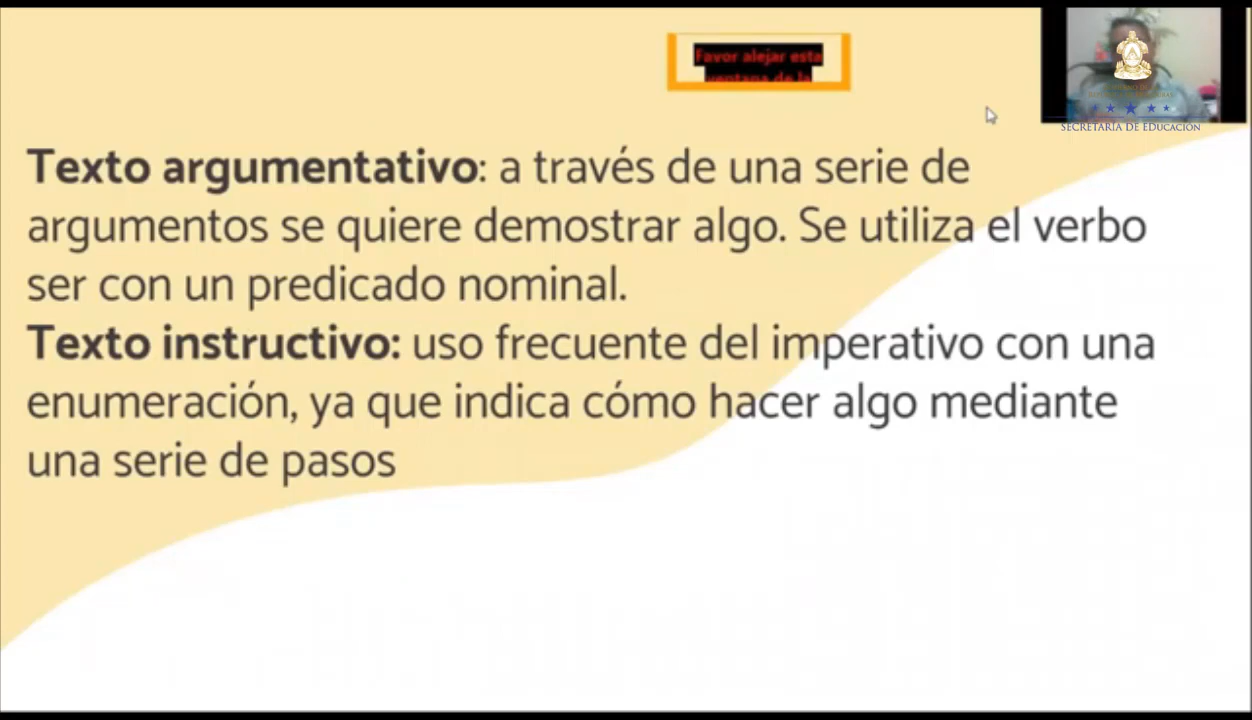 Favor alejar esta
ventana de la
SECRETARÍA DE EDUCACIÓN
Texto argumentativo: a través de una serie de
argumentos se quiere demostrar algo. Se utiliza el verbo
ser con un predicado nominal.
Texto instructivo: uso frecuente del imperativo con una
enumeración, ya que indica cómo hacer algo mediante
una serie de pasos